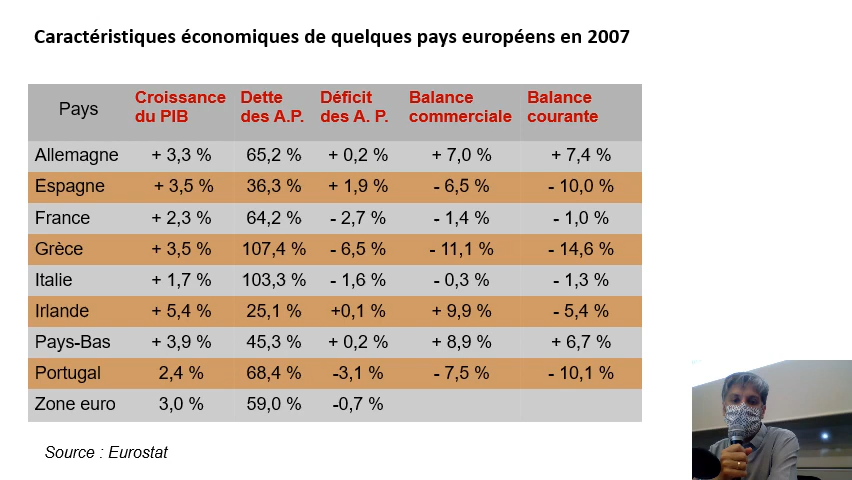 Caractéristiques économiques de quelques pays européens en 2007
Pays Croissance du PIB Dette des A.P. Déficit des A. P. Balance commerciale Balance courante
Allemagne + 3,3 % 65,2 % + 0,2 % + 7,0 % + 7,4 %
Espagne + 3,5 % 36,3 % + 1,9 % - 6,5 % - 10,0 %
France + 2,3 % 64,2 % - 2,7 % - 1,4 % - 1,0 %
Grèce + 3,5 % 107,4 % - 6,5 % - 11,1 % - 14,6 %
Italie + 1,7 % 103,3 % - 1,6 % - 0,3 % - 1,3 %
Irlande + 5,4 % 25,1 % +0,1 % + 9,9 % - 5,4 %
Pays-Bas + 3,9 % 45,3 % + 0,2 % + 8,9 % + 6,7 %
Portugal 2,4 % 68,4 % -3,1 % - 7,5 % - 10,1 %
Zone euro 3,0 % 59,0 % -0,7 %
Source : Eurostat